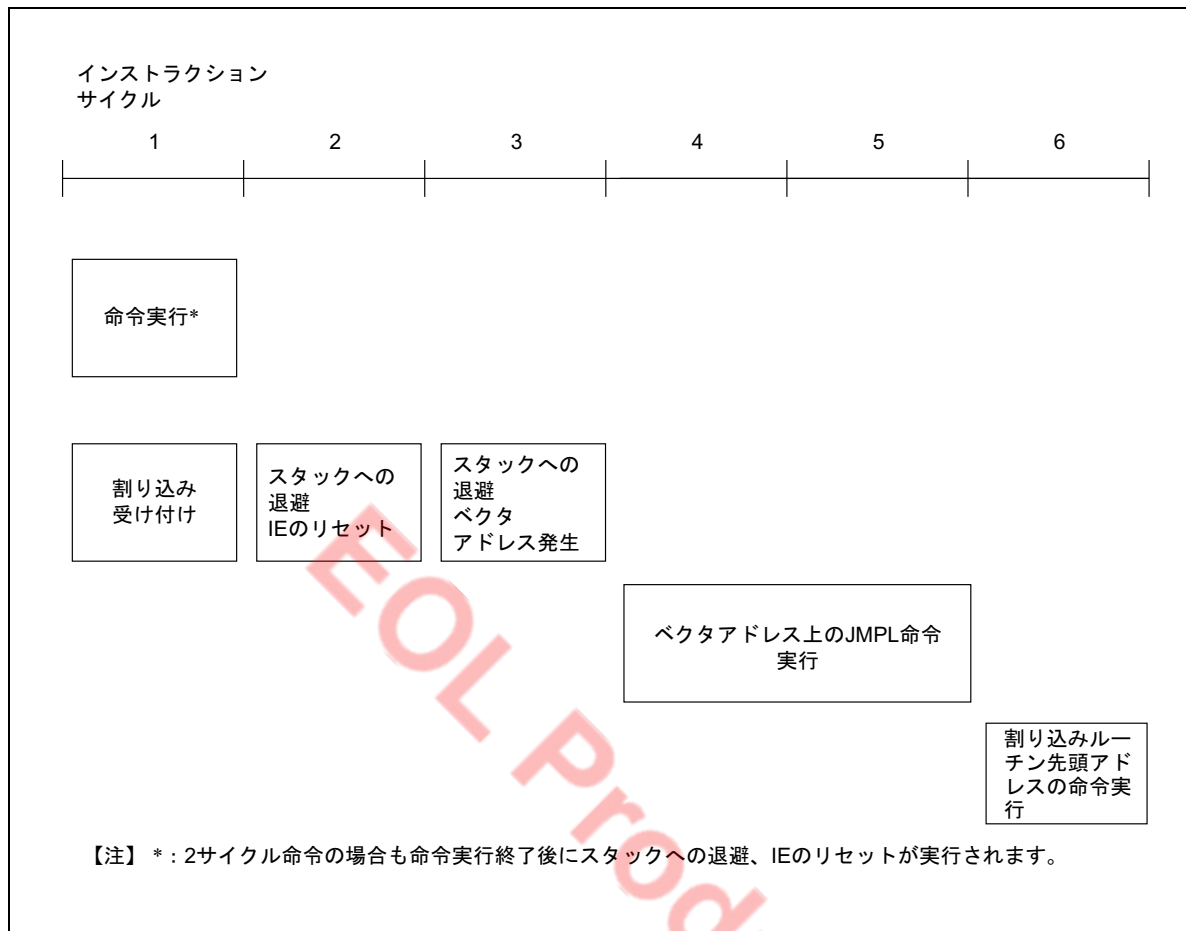 インストラクション
サイクル
1 2 3 4 5 6
命令実行*
割り込み
受け付け
スタックへの
退避
IEのリセット
スタックへの
退避
ベクタ
アドレス発生
ベクタアドレス上のJMPL命令
実行
割り込みルー
チン先頭アド
レスの命令実
行
【注】 *:2サイクル命令の場合も命令実行終了後にスタックへの退避、IEのリセットが実行されます。
EOL Prod